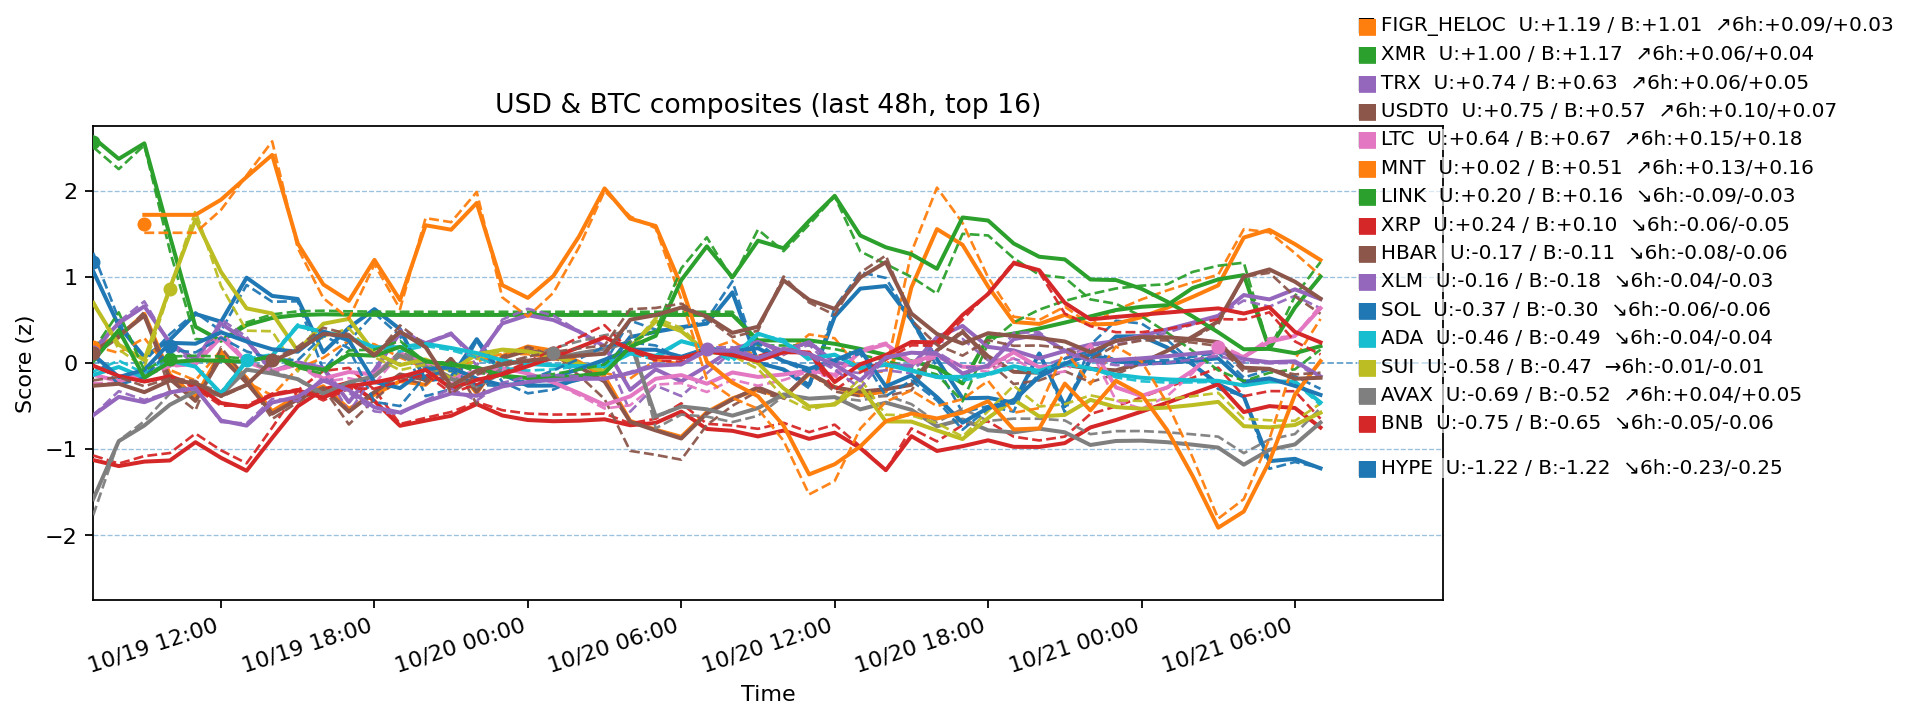 FIGR_HELOC  U:+1.19 / B:+1.01  ↗6h:+0.09/+0.03
XMR  U:+1.00 / B:+1.17  ↗6h:+0.06/+0.04
TRX  U:+0.74 / B:+0.63  ↗6h:+0.06/+0.05
USDT0  U:+0.75 / B:+0.57  ↗6h:+0.10/+0.07
LTC  U:+0.64 / B:+0.67  ↗6h:+0.15/+0.18
MNT  U:+0.02 / B:+0.51  ↗6h:+0.13/+0.16
LINK  U:+0.20 / B:+0.16  ↘6h:-0.09/-0.03
XRP  U:+0.24 / B:+0.10  ↘6h:-0.06/-0.05
HBAR  U:-0.17 / B:-0.11  ↘6h:-0.08/-0.06
XLM  U:-0.16 / B:-0.18  ↘6h:-0.04/-0.03
SOL  U:-0.37 / B:-0.30  ↘6h:-0.06/-0.06
ADA  U:-0.46 / B:-0.49  ↘6h:-0.04/-0.04
SUI  U:-0.58 / B:-0.47  →6h:-0.01/-0.01
AVAX  U:-0.69 / B:-0.52  ↗6h:+0.04/+0.05
BNB  U:-0.75 / B:-0.65  ↘6h:-0.05/-0.06
HYPE  U:-1.22 / B:-1.22  ↘6h:-0.23/-0.25
USD & BTC composites (last 48h, top 16)
Score (z)
2
1
0
−1
−2
10/19 12:00
10/19 18:00
10/20 00:00
10/20 06:00
10/20 12:00
10/20 18:00
10/21 00:00
10/21 06:00
Time